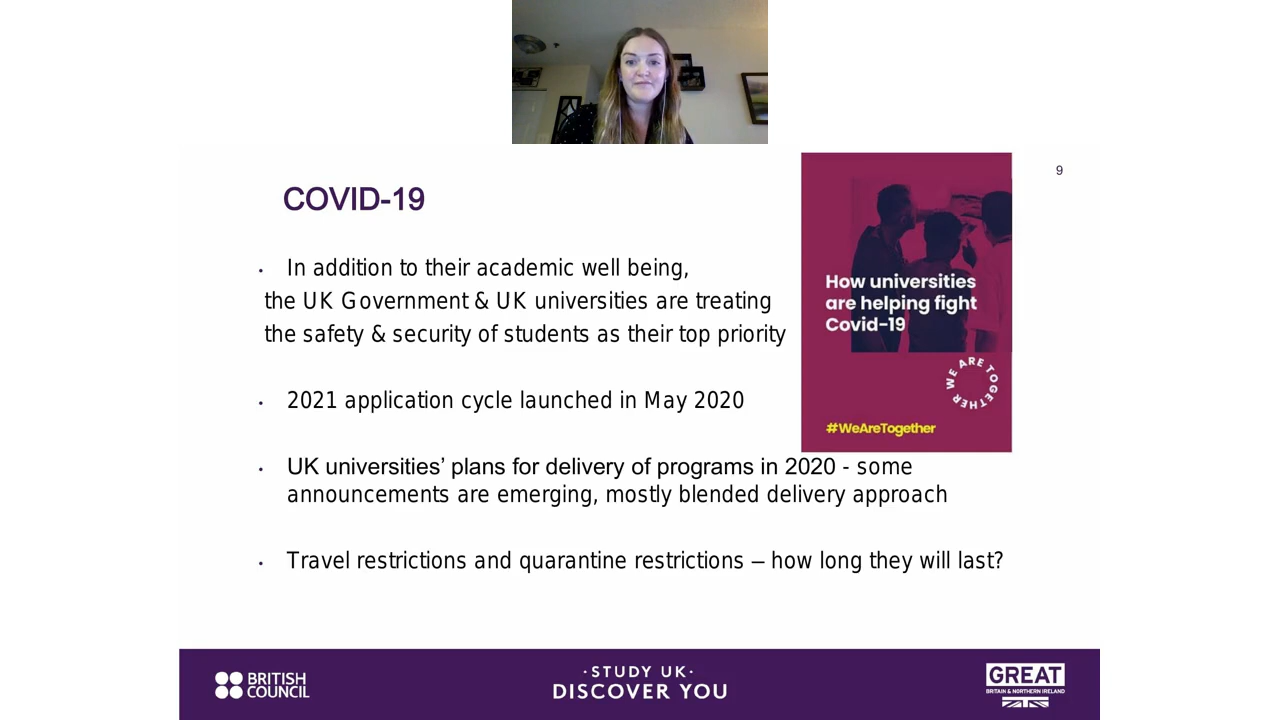 9
COVID-19
• In addition to their academic well being,
the UK Government & UK universities are treating
the safety & security of students as their top priority
• 2021 application cycle launched in May 2020
• UK universities’ plans for delivery of programs in 2020 - some
announcements are emerging, mostly blended delivery approach
• Travel restrictions and quarantine restrictions – how long they will last?
How universities
are helping fight
Covid-19
WE ARE TOGETHER
#WeAreTogether
BRITISH
COUNCIL
·STUDY UK·
DISCOVER YOU
GREAT
BRITAIN & NORTHERN IRELAND